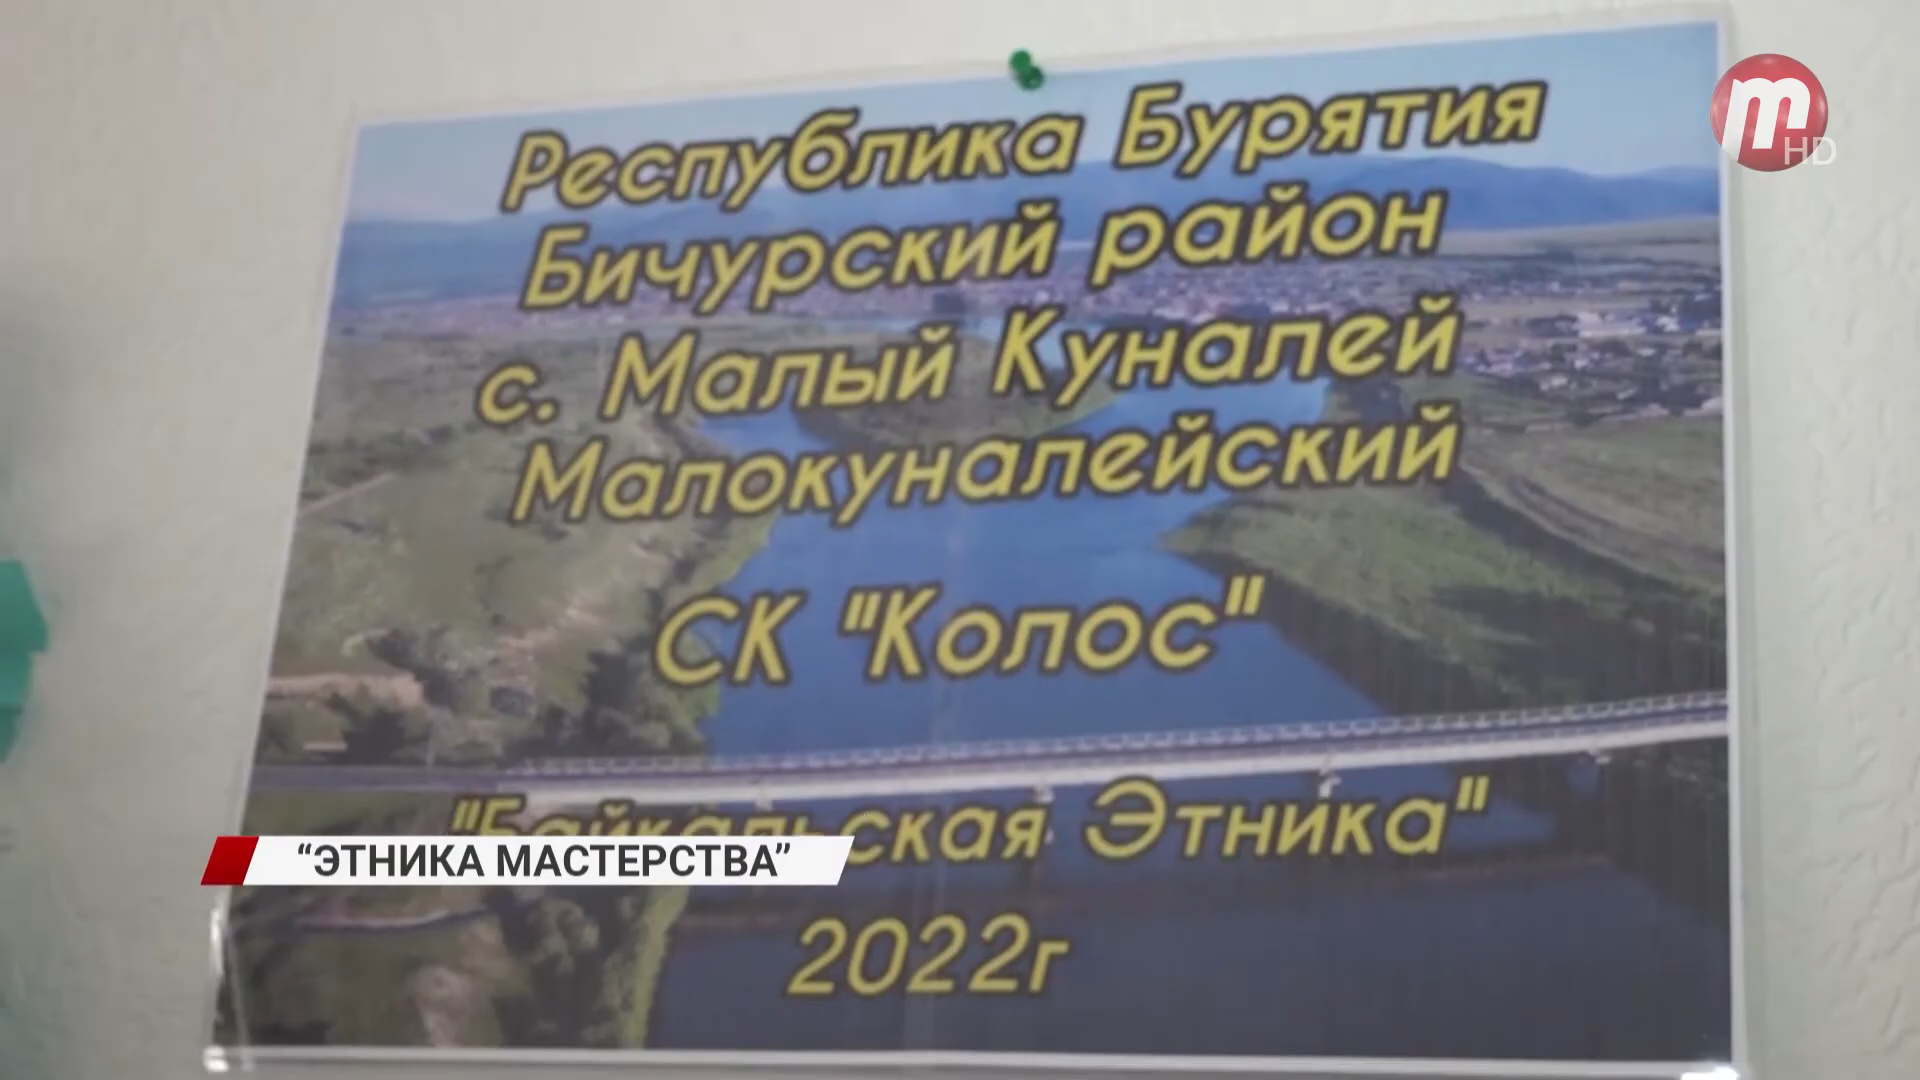 Республика Бурятия
Бичурский район
с. Малый Куналей
Малокуналейский
СК "Колос"
"Байкальская Этника"
2022г
“ЭТНИКА МАСТЕРСТВА”
m HD